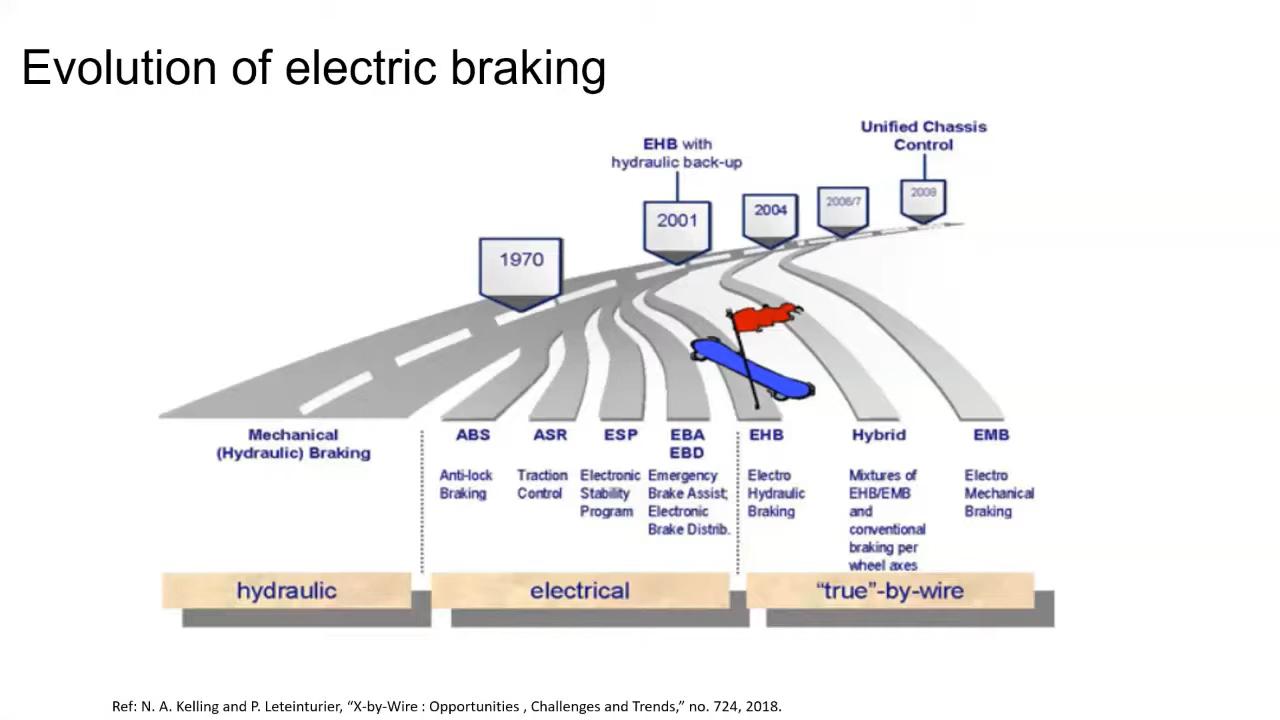 Evolution of electric braking
Unified Chassis
Control
EHB with
hydraulic back-up
1970
2001
2004
2006/7
2009
Mechanical
(Hydraulic) Braking
ABS
Anti-lock
Braking
ASR
Traction
Control
ESP
Electronic
Stability
Program
EBA
EBD
Emergency
Brake Assist;
Electronic
Brake Distrib.
EHB
Electro
Hydraulic
Braking
Hybrid
Mixtures of
EHB/EMB
and
conventional
braking per
wheel axes
EMB
Electro
Mechanical
Braking
hydraulic
electrical
“true”-by-wire
Ref: N. A. Kelling and P. Leteinturier, “X-by-Wire : Opportunities , Challenges and Trends,” no. 724, 2018.